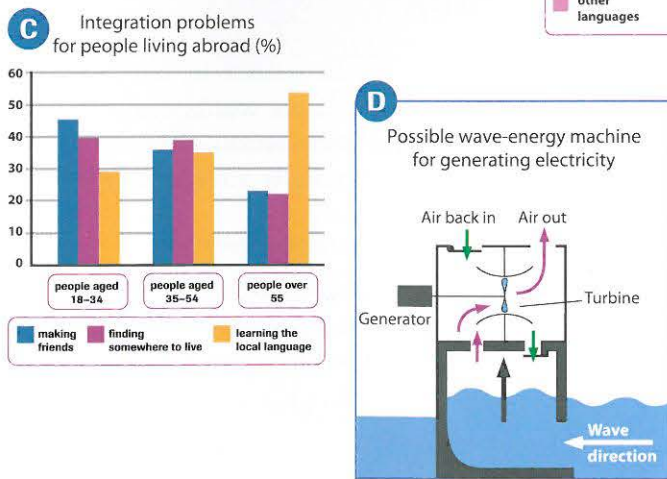 other
languages
C
Integration problems
for people living abroad (%)
60
50
40
30
20
10
0
people aged
18–34
people aged
35–54
people over
55
making
friends
finding
somewhere to live
learning the
local language
D
Possible wave-energy machine
for generating electricity
Air back in
Air out
Turbine
Generator
Wave
direction